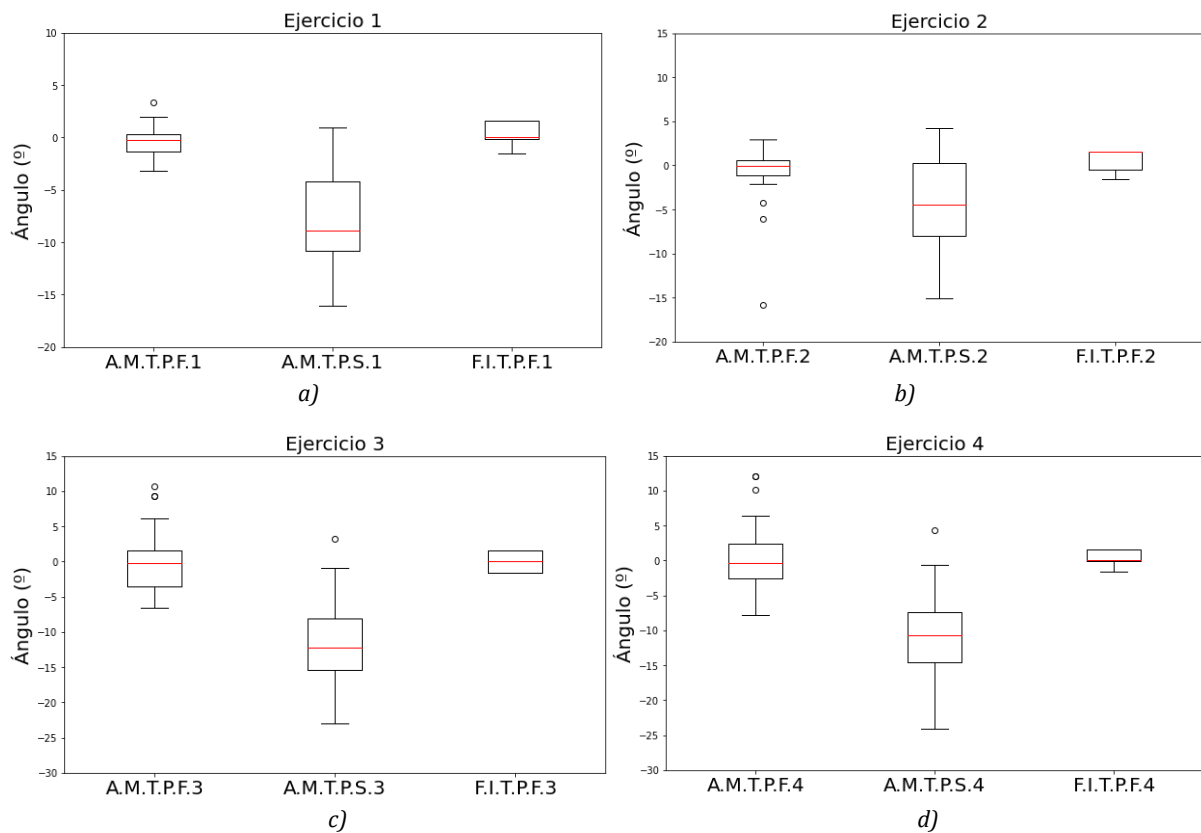 Ejercicio 1
Ángulo (º)
10
5
0
−5
−10
−15
−20
A.M.T.P.F.1 A.M.T.P.S.1 F.I.T.P.F.1
a)
Ejercicio 2
Ángulo (º)
15
10
5
0
−5
−10
−15
−20
A.M.T.P.F.2 A.M.T.P.S.2 F.I.T.P.F.2
b)
Ejercicio 3
Ángulo (º)
15
10
5
0
−5
−10
−15
−20
−25
−30
A.M.T.P.F.3 A.M.T.P.S.3 F.I.T.P.F.3
c)
Ejercicio 4
Ángulo (º)
15
10
5
0
−5
−10
−15
−20
−25
−30
A.M.T.P.F.4 A.M.T.P.S.4 F.I.T.P.F.4
d)